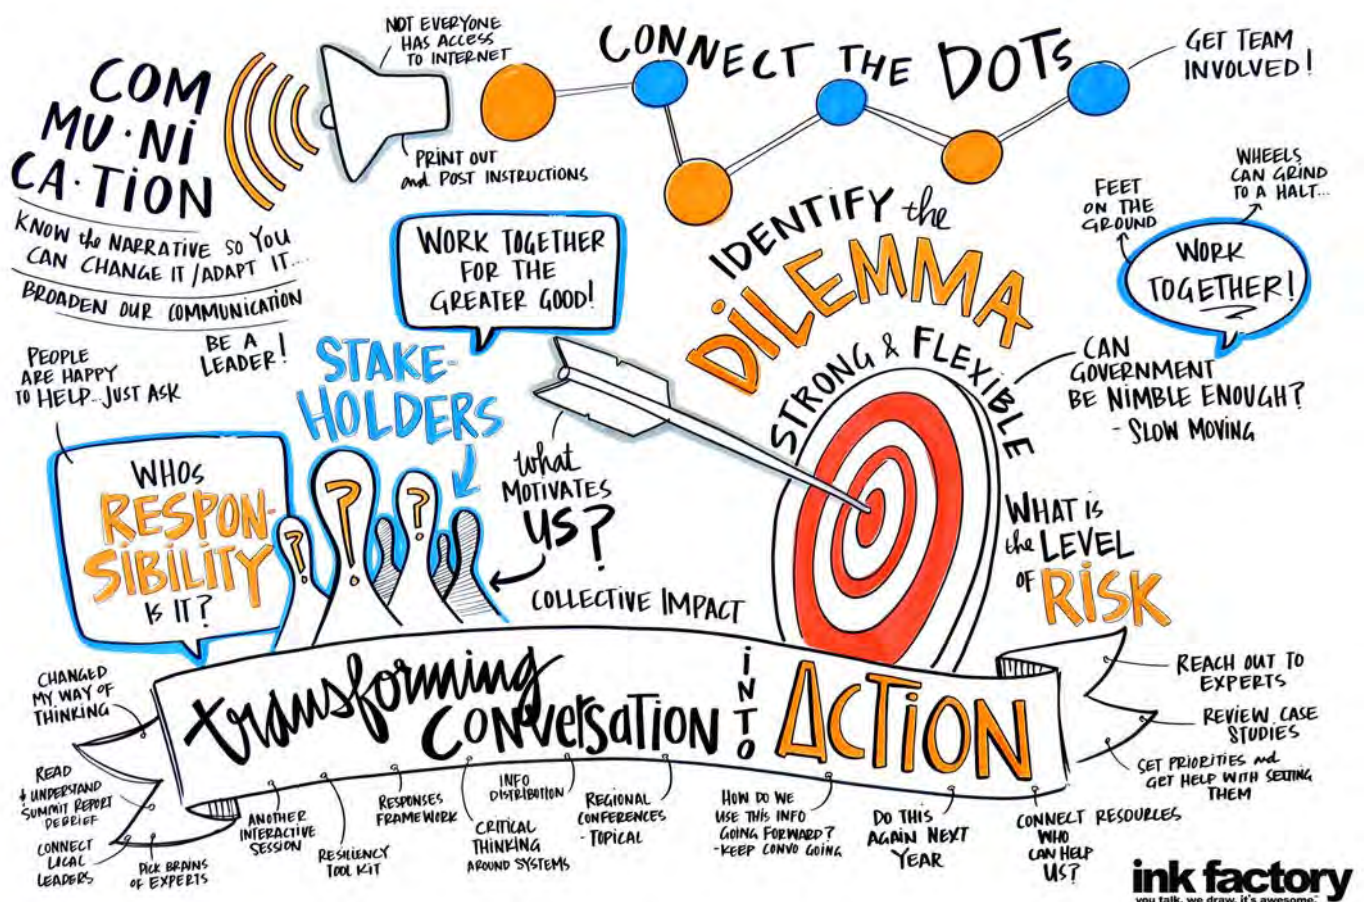 COM
MU·NI
CA·TION
KNOW the NARRATIVE SO YOU
CAN CHANGE IT / ADAPT IT...
BROADEN OUR COMMUNICATION
BE A
LEADER!
NOT EVERYONE
HAS ACCESS
TO INTERNET
PRINT OUT
and POST INSTRUCTIONS
CONNECT THE DOTS
GET TEAM
INVOLVED!
WORK TOGETHER
FOR THE
GREATER GOOD!
IDENTIFY the
DILEMMA
STRONG & FLEXIBLE
FEET
ON THE
GROUND
WHEELS
CAN GRIND
TO A HALT...
WORK
TOGETHER!
CAN
GOVERNMENT
BE NIMBLE ENOUGH?
- SLOW MOVING
PEOPLE
ARE HAPPY
TO HELP...JUST ASK
WHOS
RESPON-
SIBILITY
IS IT?
STAKE-
HOLDERS
?
?
?
what
MOTIVATES
US?
COLLECTIVE IMPACT
WHAT IS
the LEVEL
OF RISK
transforming
CONVERSATION
INTO
ACTION
CHANGED
MY WAY OF
THINKING
READ
& UNDERSTAND
SUMMIT REPORT
DEBRIEF
CONNECT
LOCAL
LEADERS
PICK BRAINS
OF EXPERTS
ANOTHER
INTERACTIVE
SESSION
RESILIENCY
TOOL KIT
RESPONSES
FRAMEWORK
CRITICAL
THINKING
AROUND SYSTEMS
INFO
DISTRIBUTION
REGIONAL
CONFERENCES
- TOPICAL
HOW DO WE
USE THIS INFO
GOING FORWARD?
- KEEP CONVO GOING
DO THIS
AGAIN NEXT
YEAR
CONNECT RESOURCES
WHO
CAN HELP
US?
REACH OUT TO
EXPERTS
REVIEW CASE
STUDIES
SET PRIORITIES and
GET HELP WITH SETTING
THEM
ink factory
you talk. we draw. it's awesome.